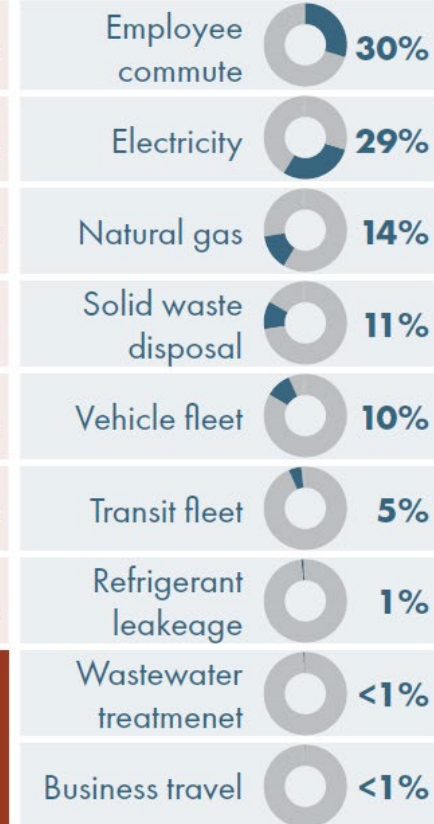 Employee
commute
30%
Electricity
29%
Natural gas
14%
Solid waste
disposal
11%
Vehicle fleet
10%
Transit fleet
5%
Refrigerant
leakeage
1%
Wastewater
treatmenet
<1%
Business travel
<1%